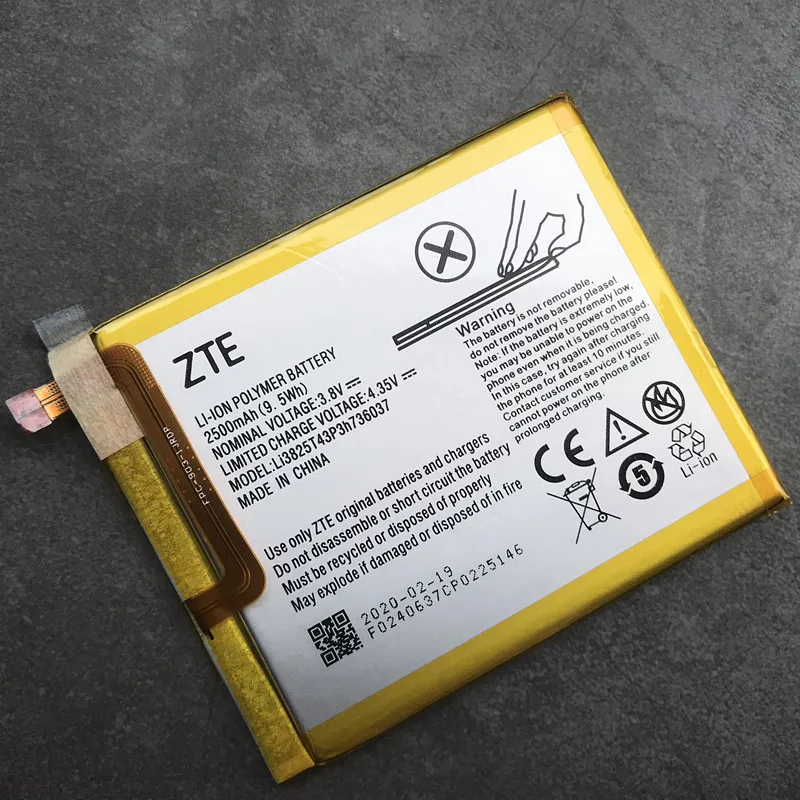 ZTE
LI-ION POLYMER BATTERY
2500mAh(9.5Wh)
NOMINAL VOLTAGE:3.8V
LIMITED CHARGE VOLTAGE:4.35V
MODEL:Li3825T43P3h736037
MADE IN CHINA
Warning
The battery is not removable,
do not remove the battery please!
Note: If the battery is extremely low,
you may be unable to power on the
phone even when it is being charged.
in this case, try again after charging
the phone for at least 10 minutes.
Contact customer service if you still
cannot power on the phone after
prolonged charging.
Use only ZTE original batteries and chargers
Do not disassemble or short circuit the battery
Must be recycled or disposed of properly
May explode if damaged or disposed of in fire
CE
5
Li-ion
2020-02-19
F0240637CP0225146
FPC-903-1JRDP